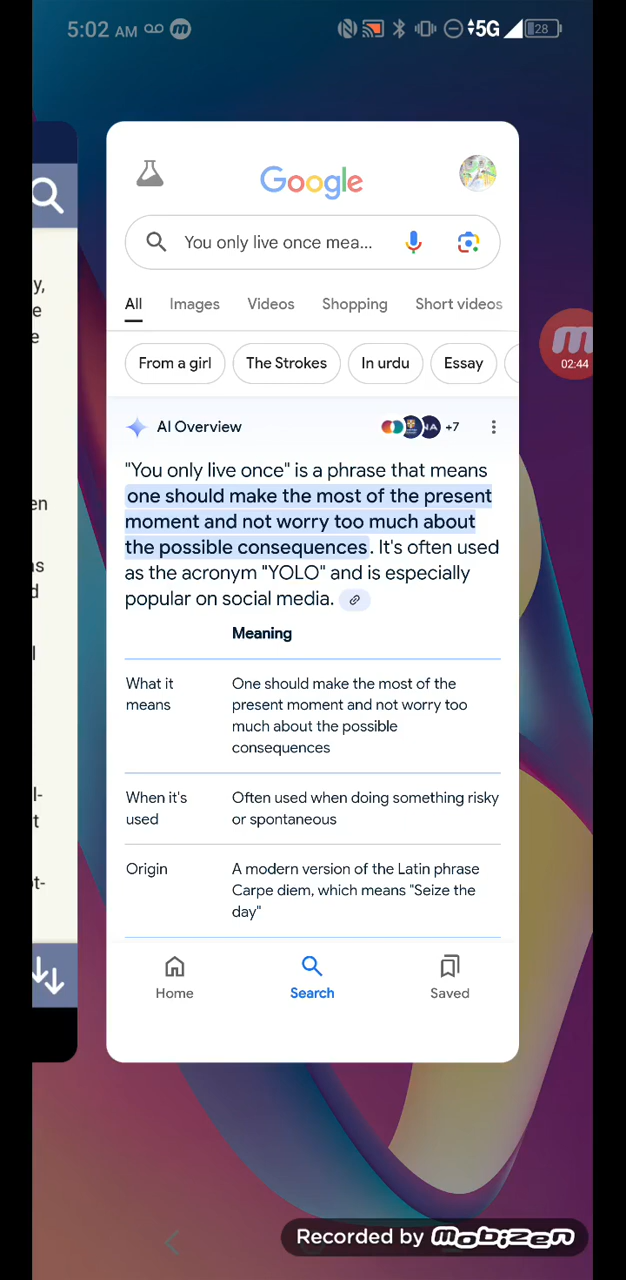 5:02 AM
5G
28
Google
You only live once mea...
All Images Videos Shopping Short videos
02:44
From a girl The Strokes In urdu Essay
AI Overview
NA +7
"You only live once" is a phrase that means
one should make the most of the present
moment and not worry too much about
the possible consequences. It's often used
as the acronym "YOLO" and is especially
popular on social media.
Meaning
What it means
One should make the most of the
present moment and not worry too
much about the possible
consequences
When it's used
Often used when doing something risky
or spontaneous
Origin
A modern version of the Latin phrase
Carpe diem, which means "Seize the
day"
Home Search Saved
y,
e
e
en
s
d
l
l-
t
t-
Recorded by mobizen